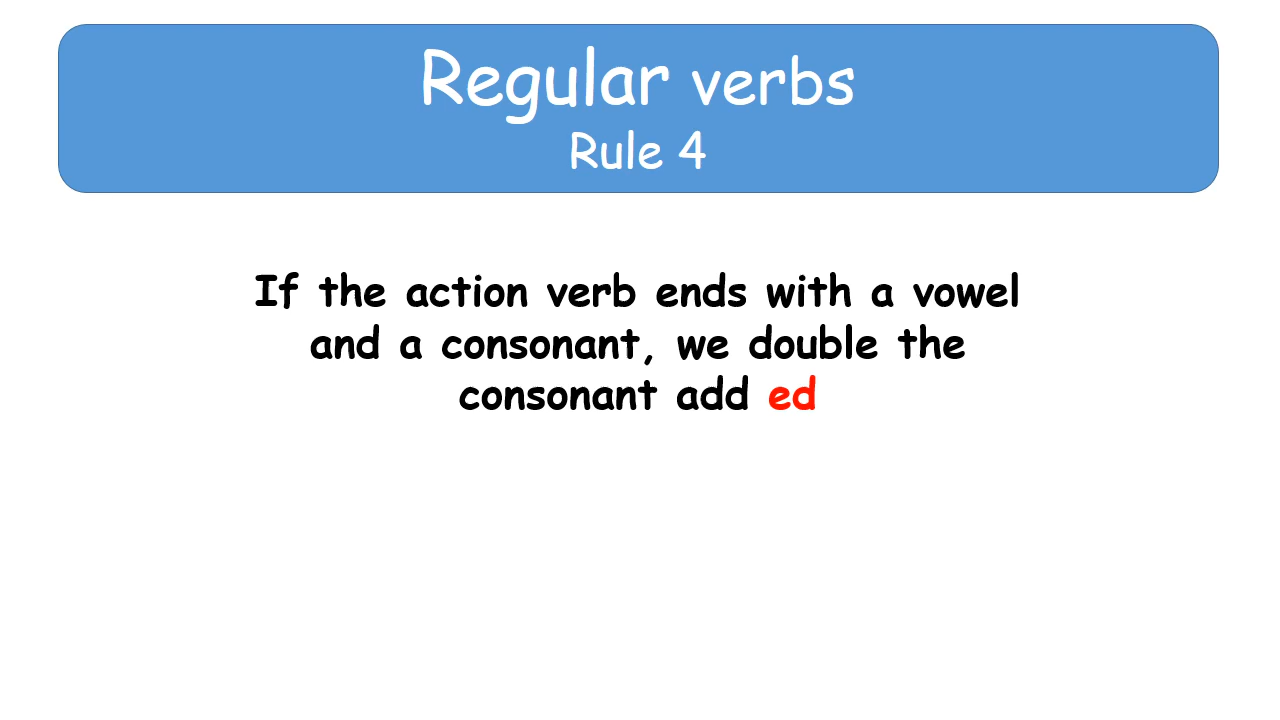 Regular verbs
Rule 4
If the action verb ends with a vowel
and a consonant, we double the
consonant add ed